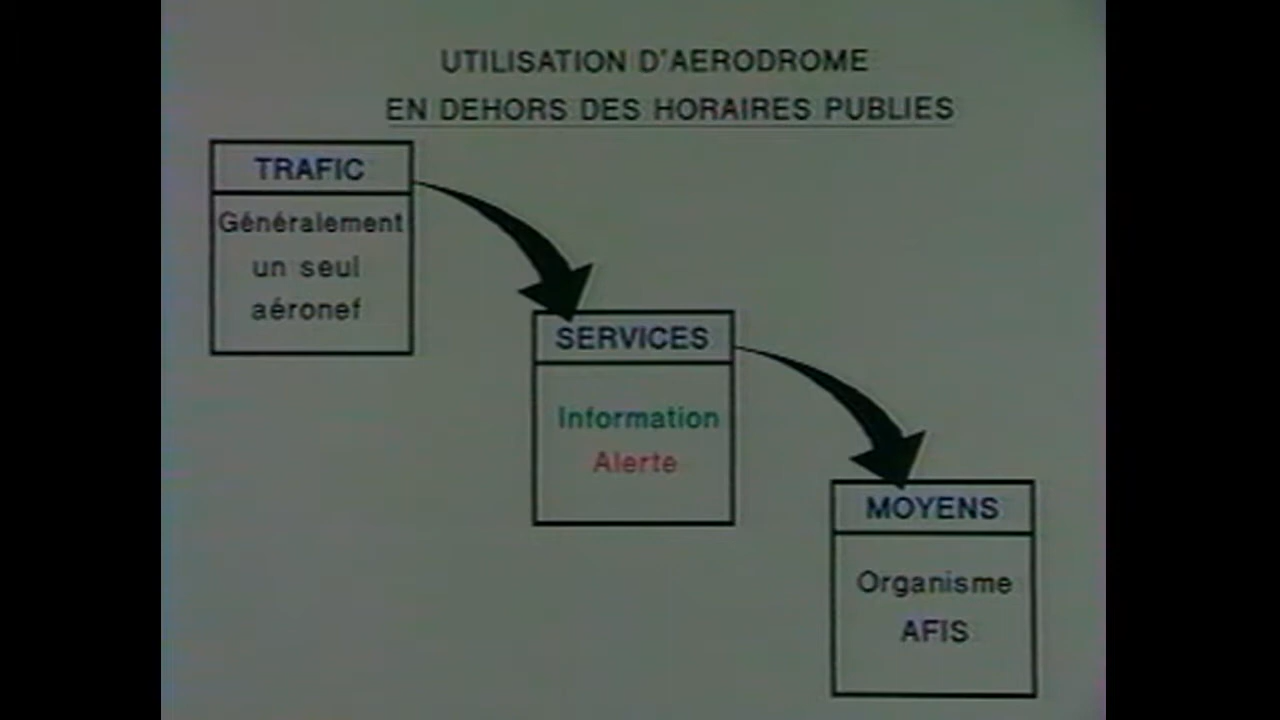 UTILISATION D'AERODROME
EN DEHORS DES HORAIRES PUBLIES
TRAFIC
Généralement
un seul
aéronef
SERVICES
Information
Alerte
MOYENS
Organisme
AFIS